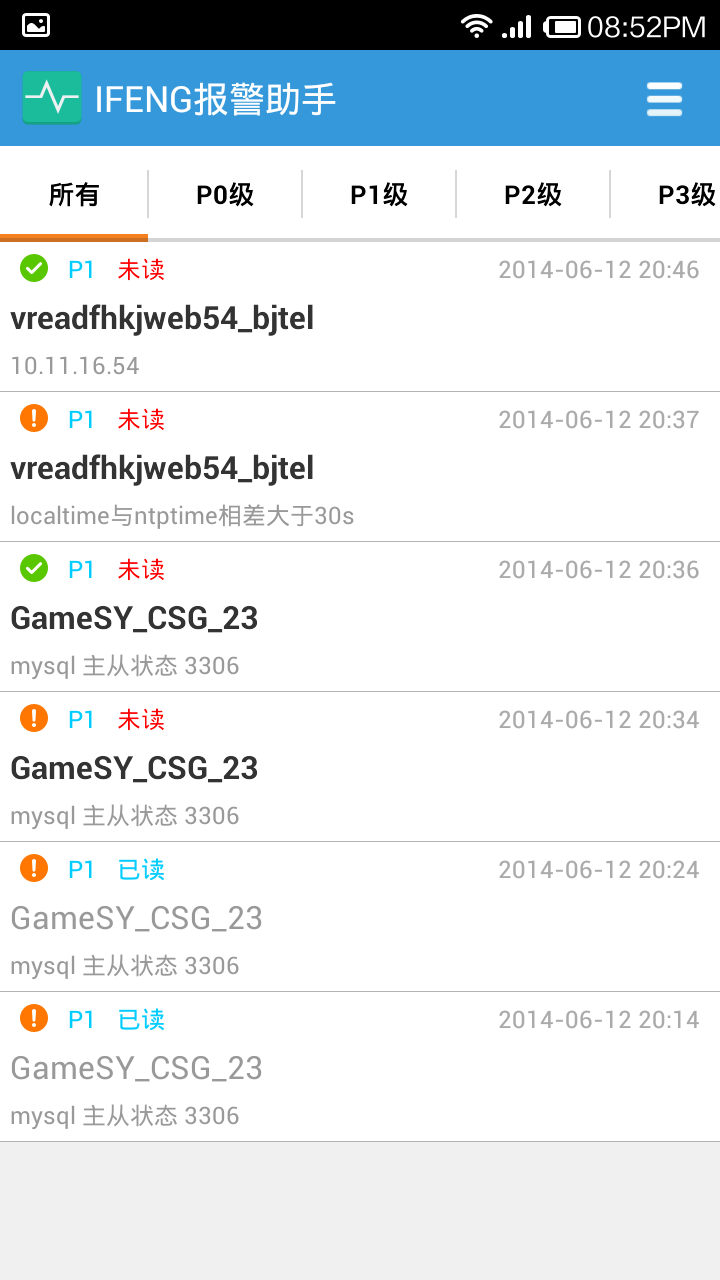 08:52PM
IFENG报警助手
所有 P0级 P1级 P2级 P3级
P1 未读 2014-06-12 20:46
vreadfhkjweb54_bjtel
10.11.16.54
P1 未读 2014-06-12 20:37
vreadfhkjweb54_bjtel
localtime与ntptime相差大于30s
P1 未读 2014-06-12 20:36
GameSY_CSG_23
mysql 主从状态 3306
P1 未读 2014-06-12 20:34
GameSY_CSG_23
mysql 主从状态 3306
P1 已读 2014-06-12 20:24
GameSY_CSG_23
mysql 主从状态 3306
P1 已读 2014-06-12 20:14
GameSY_CSG_23
mysql 主从状态 3306